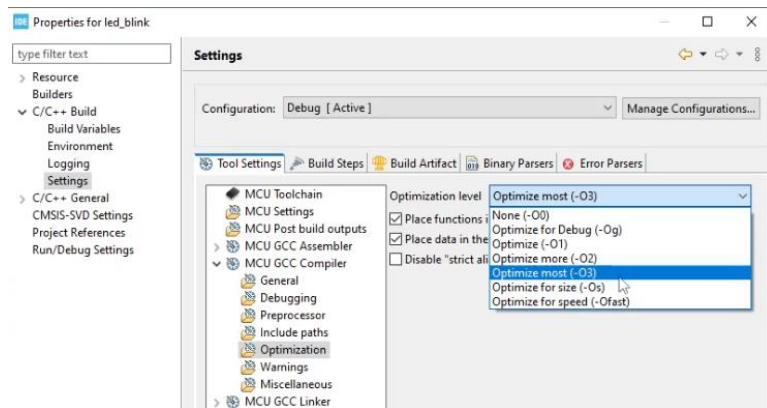 IDE Properties for led_blink
type filter text
Resource
Builders
C/C++ Build
Build Variables
Environment
Logging
Settings
C/C++ General
CMSIS-SVD Settings
Project References
Run/Debug Settings
Settings
Configuration: Debug [ Active ]
Manage Configurations...
Tool Settings Build Steps Build Artifact Binary Parsers Error Parsers
MCU Toolchain
MCU Settings
MCU Post build outputs
MCU GCC Assembler
MCU GCC Compiler
General
Debugging
Preprocessor
Include paths
Optimization
Warnings
Miscellaneous
MCU GCC Linker
Optimization level Optimize most (-O3)
Place functions i
Place data in the
Disable "strict ali
None (-O0)
Optimize for Debug (-Og)
Optimize (-O1)
Optimize more (-O2)
Optimize most (-O3)
Optimize for size (-Os)
Optimize for speed (-Ofast)